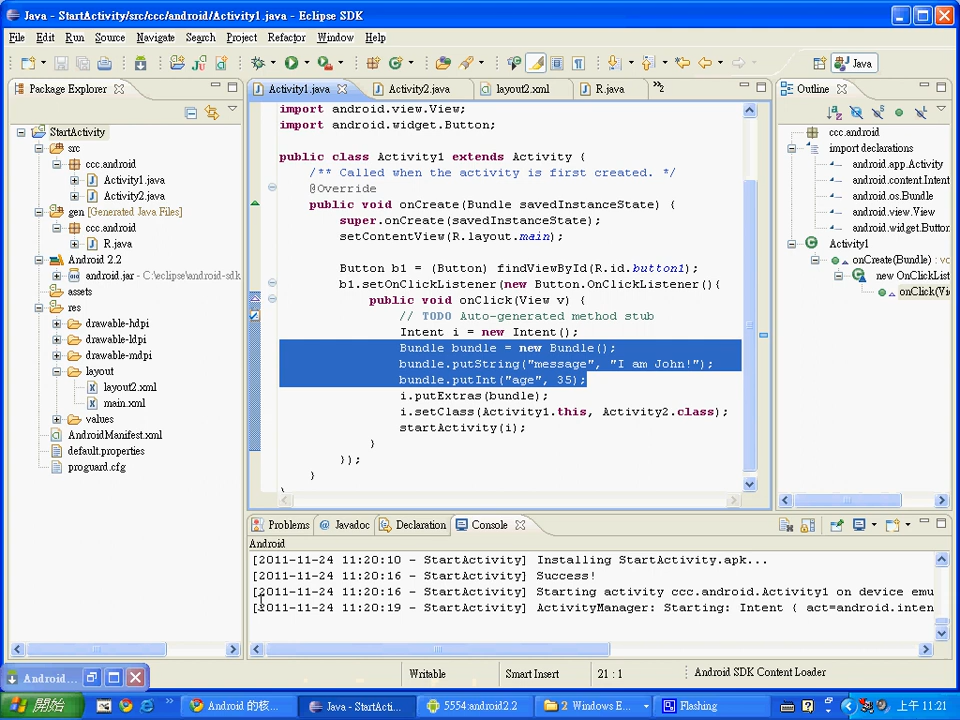 Java - StartActivity/src/ccc/android/Activity1.java - Eclipse SDK
File Edit Run Source Navigate Search Project Refactor Window Help
Java
Package Explorer
StartActivity
src
ccc.android
Activity1.java
Activity2.java
gen [Generated Java Files]
ccc.android
R.java
Android 2.2
android.jar - C:\eclipse\android-sdk
assets
res
drawable-hdpi
drawable-ldpi
drawable-mdpi
layout
layout2.xml
main.xml
values
AndroidManifest.xml
default.properties
proguard.cfg
Activity1.java Activity2.java layout2.xml R.java »2
import android.view.View;
import android.widget.Button;
public class Activity1 extends Activity {
/** Called when the activity is first created. */
@Override
public void onCreate(Bundle savedInstanceState) {
super.onCreate(savedInstanceState);
setContentView(R.layout.main);
Button b1 = (Button) findViewById(R.id.button1);
b1.setOnClickListener(new Button.OnClickListener(){
public void onClick(View v) {
// TODO Auto-generated method stub
Intent i = new Intent();
Bundle bundle = new Bundle();
bundle.putString("message", "I am John!");
bundle.putInt("age", 35);
i.putExtras(bundle);
i.setClass(Activity1.this, Activity2.class);
startActivity(i);
}
});
}
Outline
ccc.android
import declarations
android.app.Activity
android.content.Intent
android.os.Bundle
android.view.View
android.widget.Button
Activity1
onCreate(Bundle) : vo
new OnClickList
onClick(Vi
Problems @ Javadoc Declaration Console
Android
[2011-11-24 11:20:10 - StartActivity] Installing StartActivity.apk...
[2011-11-24 11:20:16 - StartActivity] Success!
[2011-11-24 11:20:16 - StartActivity] Starting activity ccc.android.Activity1 on device emu
[2011-11-24 11:20:19 - StartActivity] ActivityManager: Starting: Intent { act=android.inten
Android...
Writable Smart Insert 21 : 1 Android SDK Content Loader
開始 Android 的核... Java - StartActi... 5554:android2.2 2 Windows E... Flashing 上午 11:21